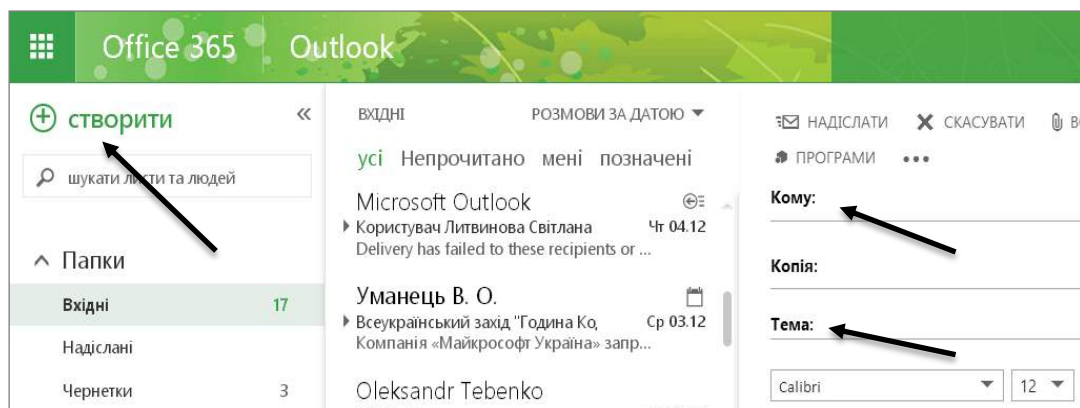 Office 365 Outlook
створити
шукати листи та людей
Папки
Вхідні 17
Надіслані
Чернетки 3
ВХІДНІ РОЗМОВИ ЗА ДАТОЮ
усі Непрочитано мені позначені
Microsoft Outlook
Користувач Литвинова Світлана Чт 04.12
Delivery has failed to these recipients or ...
Уманець В. О.
Всеукраїнський захід "Година Ко, Ср 03.12
Компанія «Майкрософт Україна» запр...
Oleksandr Tebenko
НАДІСЛАТИ СКАСУВАТИ
ПРОГРАМИ •••
Кому:
Копія:
Тема:
Calibri 12